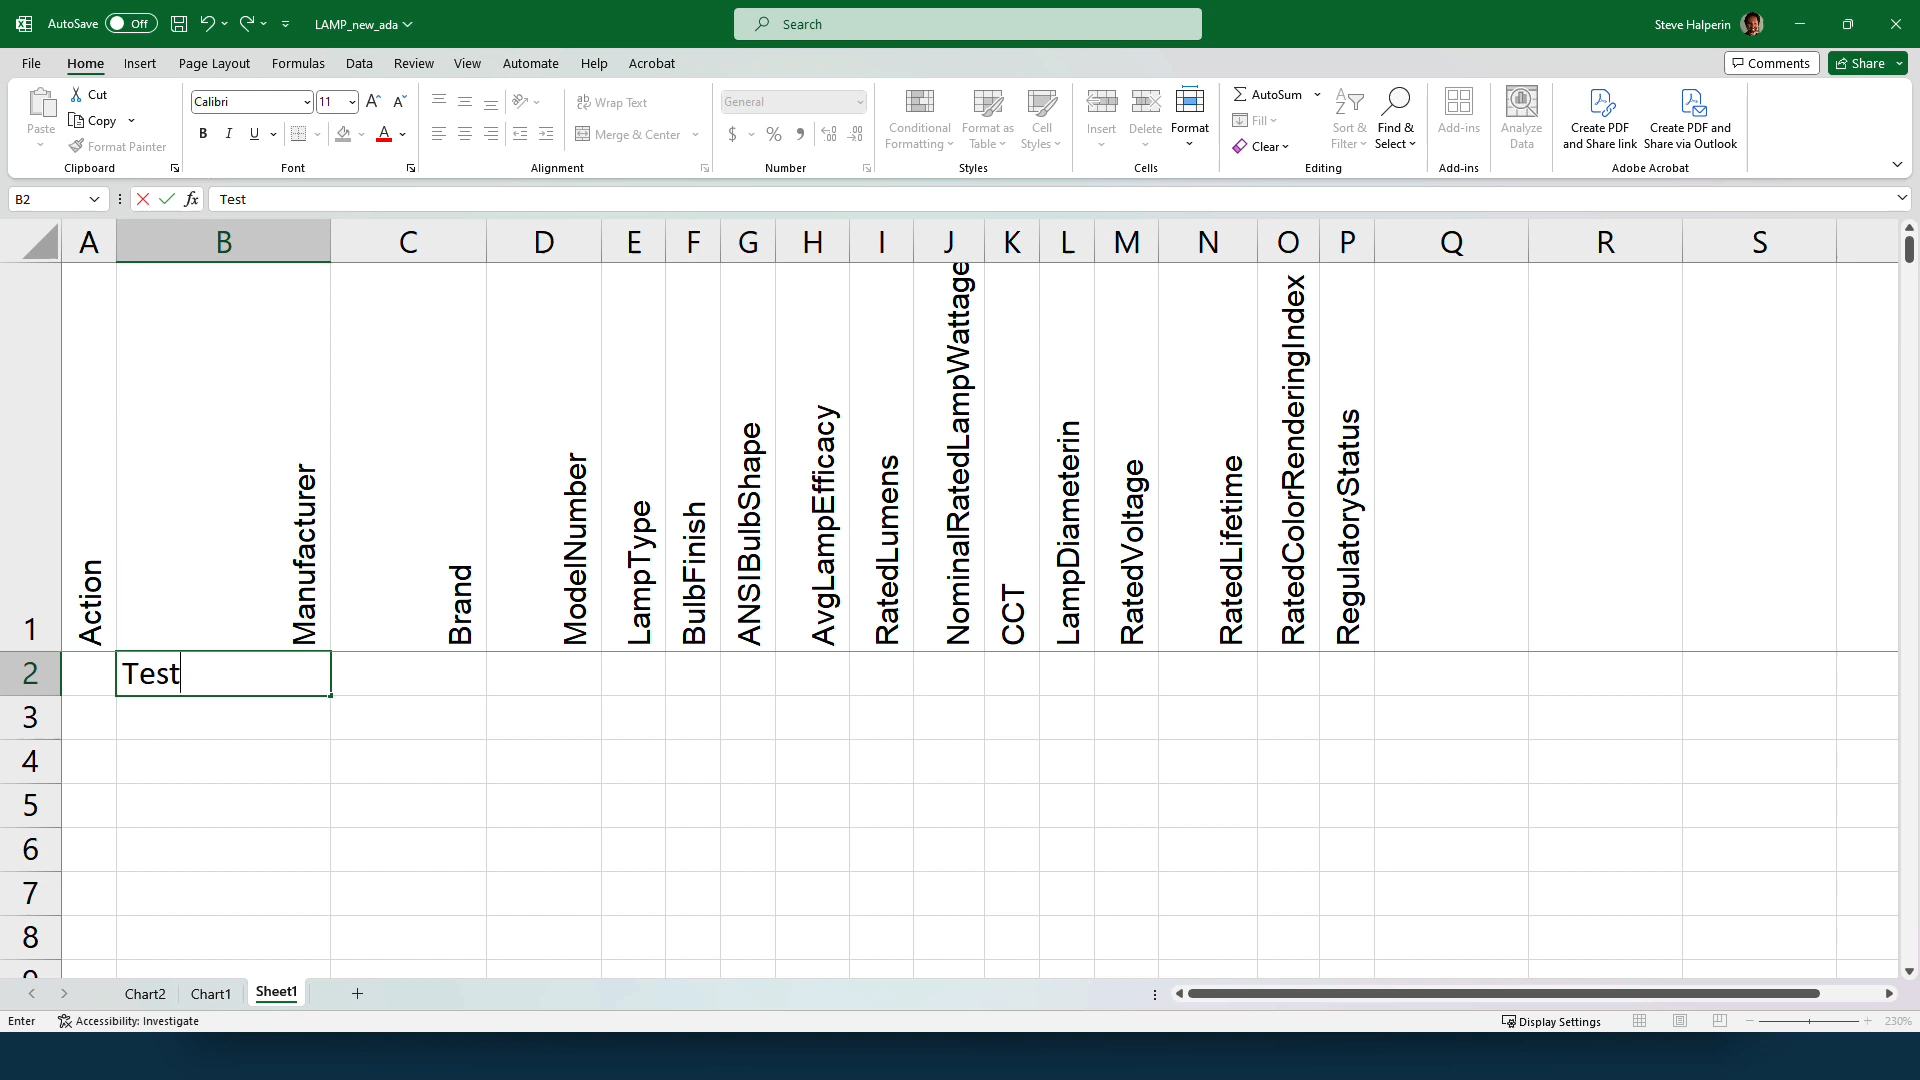 AutoSave Off LAMP_new_ada Search Steve Halperin
File Home Insert Page Layout Formulas Data Review View Automate Help Acrobat Comments Share
Paste Cut Copy Format Painter Clipboard
Calibri 11 B I U A Font
Wrap Text Merge & Center Alignment
General $ % Number
Conditional Formatting Format as Table Cell Styles Styles
Insert Delete Format Cells
AutoSum Fill Clear Sort & Filter Find & Select Editing
Add-ins Add-ins
Analyze Data
Create PDF and Share link Create PDF and Share via Outlook Adobe Acrobat
B2 fx Test
A B C D E F G H I J K L M N O P Q R S
1 Action Manufacturer Brand ModelNumber LampType BulbFinish ANSIBulbShape AvgLampEfficacy RatedLumens NominalRatedLampWattage CCT LampDiameterin RatedVoltage RatedLifetime RatedColorRenderingIndex RegulatoryStatus
2 Test
3
4
5
6
7
8
9
Chart2 Chart1 Sheet1
Enter Accessibility: Investigate Display Settings 230%